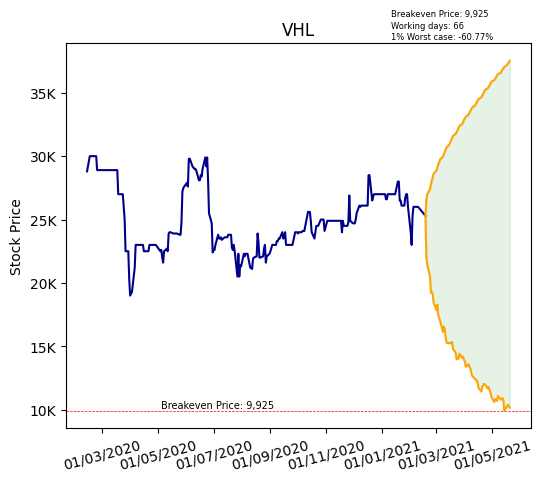 Breakeven Price: 9,925
Working days: 66
1% Worst case: -60.77%
VHL
Stock Price
35K
30K
25K
20K
15K
10K
Breakeven Price: 9,925
01/03/2020
01/05/2020
01/07/2020
01/09/2020
01/11/2020
01/01/2021
01/03/2021
01/05/2021